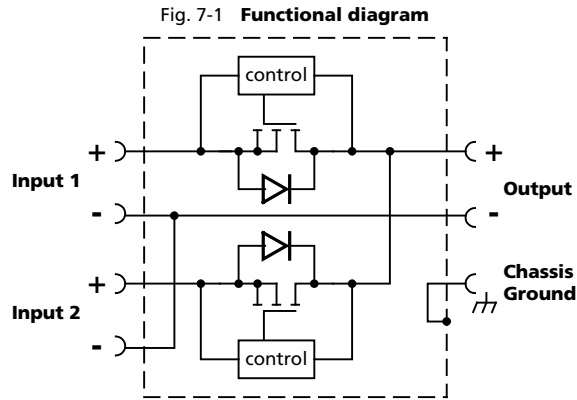 Fig. 7-1 Functional diagram
control
+
+
Input 1
Output
-
-
+
Chassis
Ground
Input 2
-
control